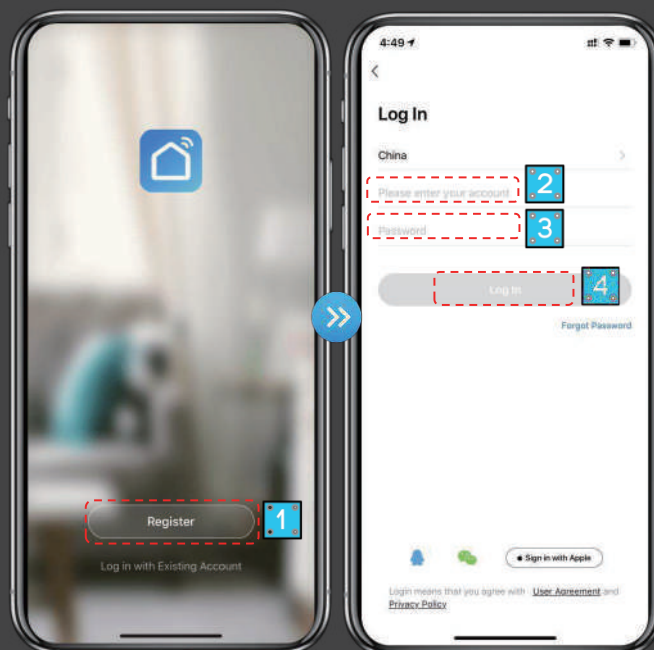 Register
1
Log in with Existing Account
4:49
Log In
China
Please enter your account
2
Password
3
Log In
4
Forgot Password
Sign in with Apple
Login means that you agree with User Agreement and
Privacy Policy